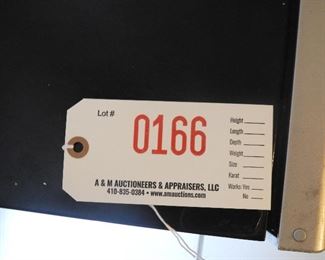 Lot #
0166
Height
Length
Depth
Weight
Size
Karat
Works: Yes
No
A & M AUCTIONEERS & APPRAISERS, LLC
410-835-0384 • www.amauctions.com